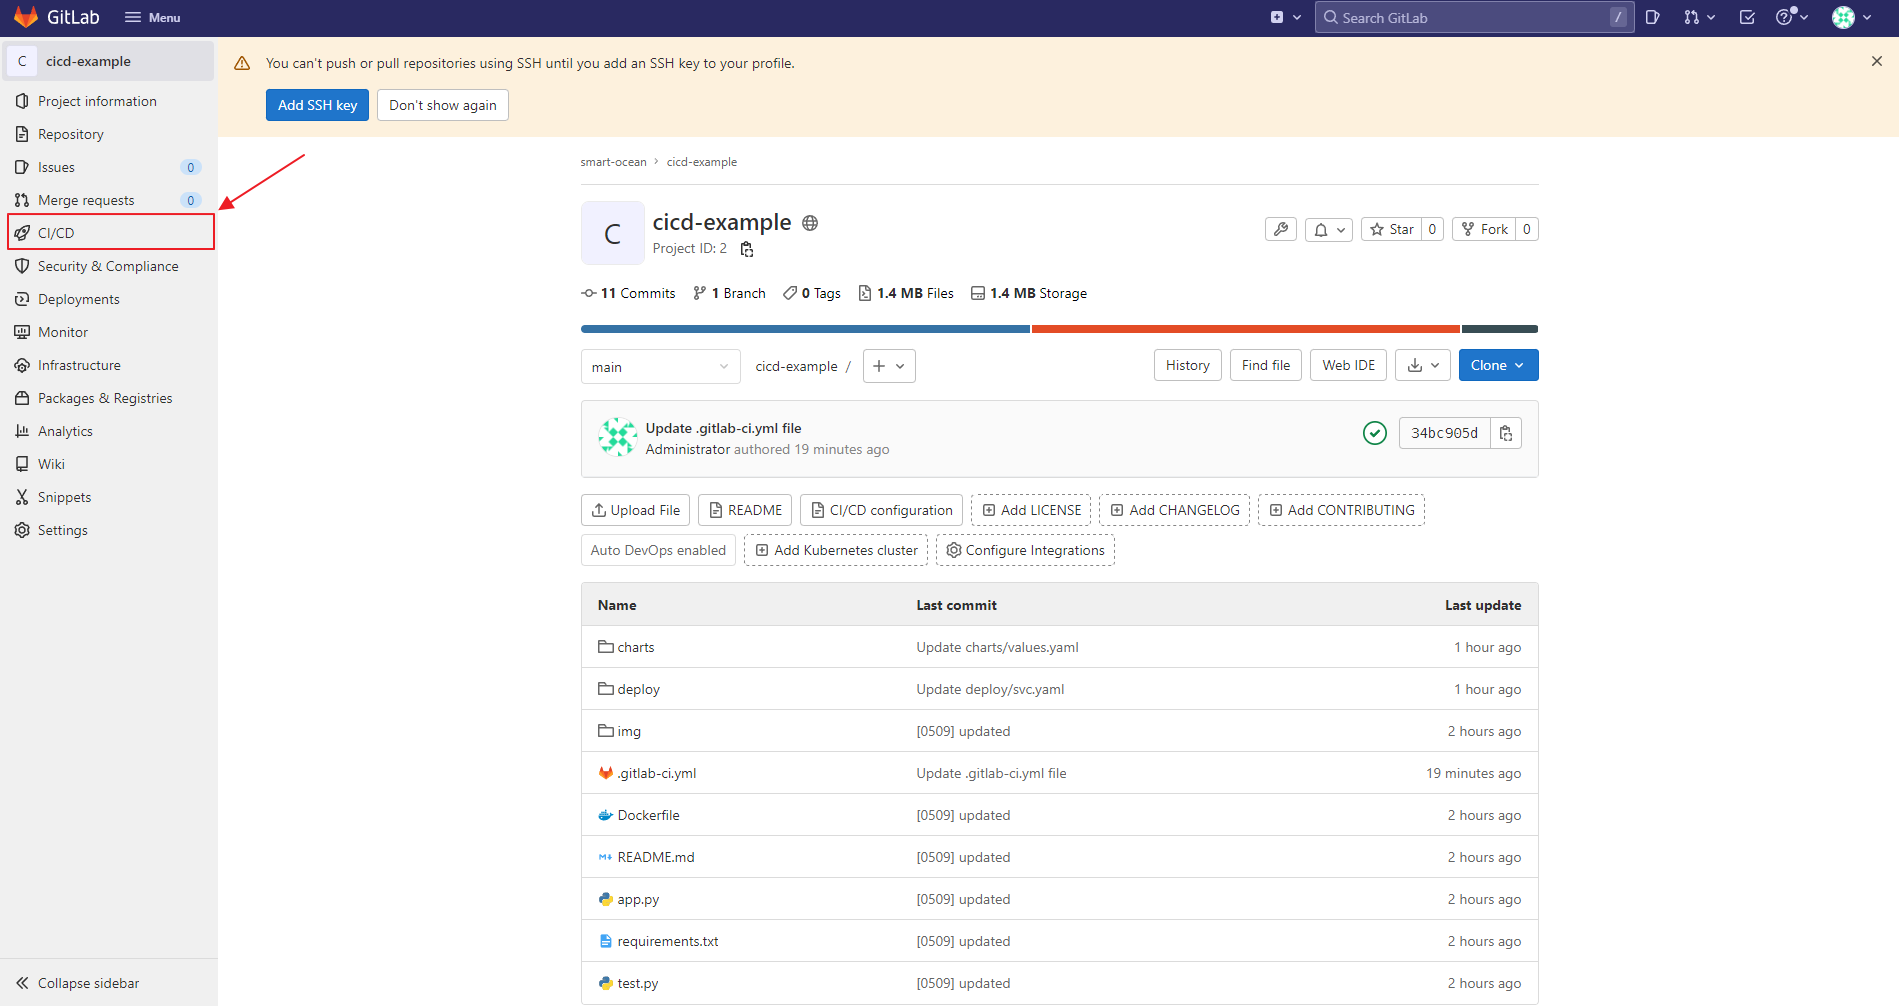 GitLab Menu Search GitLab /
C cicd-example
Project information
Repository
Issues 0
Merge requests 0
CI/CD
Security & Compliance
Deployments
Monitor
Infrastructure
Packages & Registries
Analytics
Wiki
Snippets
Settings
Collapse sidebar
You can't push or pull repositories using SSH until you add an SSH key to your profile.
Add SSH key Don't show again
smart-ocean › cicd-example
C
cicd-example
Project ID: 2
Star 0 Fork 0
11 Commits 1 Branch 0 Tags 1.4 MB Files 1.4 MB Storage
main cicd-example / + History Find file Web IDE Clone
Update .gitlab-ci.yml file
Administrator authored 19 minutes ago
34bc905d
Upload File README CI/CD configuration Add LICENSE Add CHANGELOG Add CONTRIBUTING
Auto DevOps enabled Add Kubernetes cluster Configure Integrations
Name Last commit Last update
charts Update charts/values.yaml 1 hour ago
deploy Update deploy/svc.yaml 1 hour ago
img [0509] updated 2 hours ago
.gitlab-ci.yml Update .gitlab-ci.yml file 19 minutes ago
Dockerfile [0509] updated 2 hours ago
README.md [0509] updated 2 hours ago
app.py [0509] updated 2 hours ago
requirements.txt [0509] updated 2 hours ago
test.py [0509] updated 2 hours ago